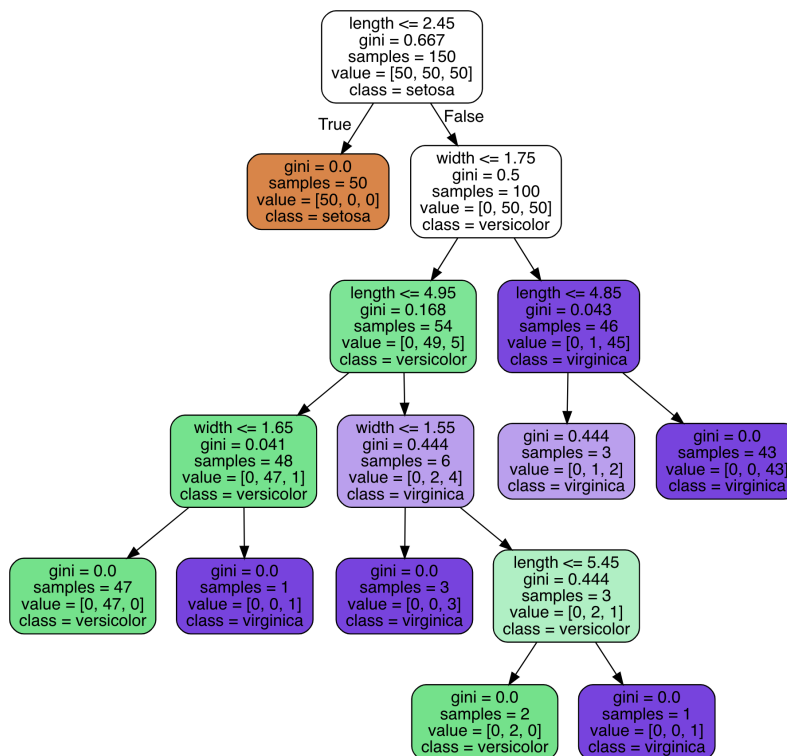 length <= 2.45
gini = 0.667
samples = 150
value = [50, 50, 50]
class = setosa
True
False
gini = 0.0
samples = 50
value = [50, 0, 0]
class = setosa
width <= 1.75
gini = 0.5
samples = 100
value = [0, 50, 50]
class = versicolor
length <= 4.95
gini = 0.168
samples = 54
value = [0, 49, 5]
class = versicolor
length <= 4.85
gini = 0.043
samples = 46
value = [0, 1, 45]
class = virginica
width <= 1.65
gini = 0.041
samples = 48
value = [0, 47, 1]
class = versicolor
width <= 1.55
gini = 0.444
samples = 6
value = [0, 2, 4]
class = virginica
gini = 0.444
samples = 3
value = [0, 1, 2]
class = virginica
gini = 0.0
samples = 43
value = [0, 0, 43]
class = virginica
gini = 0.0
samples = 47
value = [0, 47, 0]
class = versicolor
gini = 0.0
samples = 1
value = [0, 0, 1]
class = virginica
gini = 0.0
samples = 3
value = [0, 0, 3]
class = virginica
length <= 5.45
gini = 0.444
samples = 3
value = [0, 2, 1]
class = versicolor
gini = 0.0
samples = 2
value = [0, 2, 0]
class = versicolor
gini = 0.0
samples = 1
value = [0, 0, 1]
class = virginica